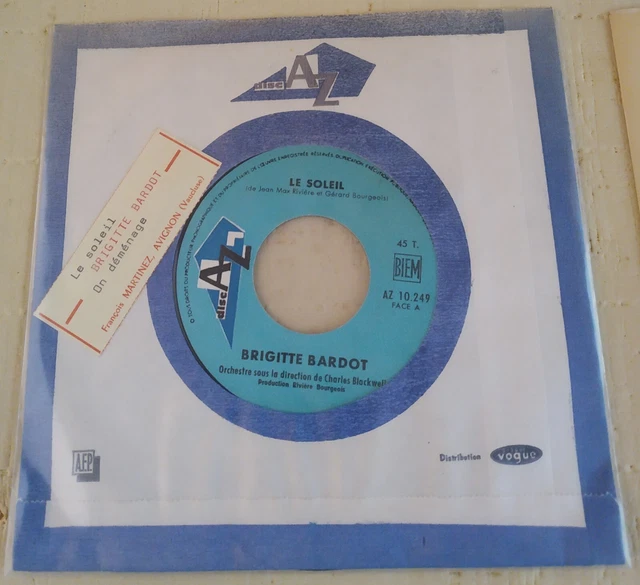 disc AZ
Le soleil
BRIGITTE BARDOT
On déménage
François MARTINEZ, AVIGNON (Vaucluse)
LE SOLEIL
(de Jean Max Rivière et Gérard Bourgeois)
disc AZ
45 T.
BIEM
AZ 10.249
FACE A
BRIGITTE BARDOT
Orchestre sous la direction de Charles Blackwell
Production Rivière Bourgeois
AFP
Distribution vogue